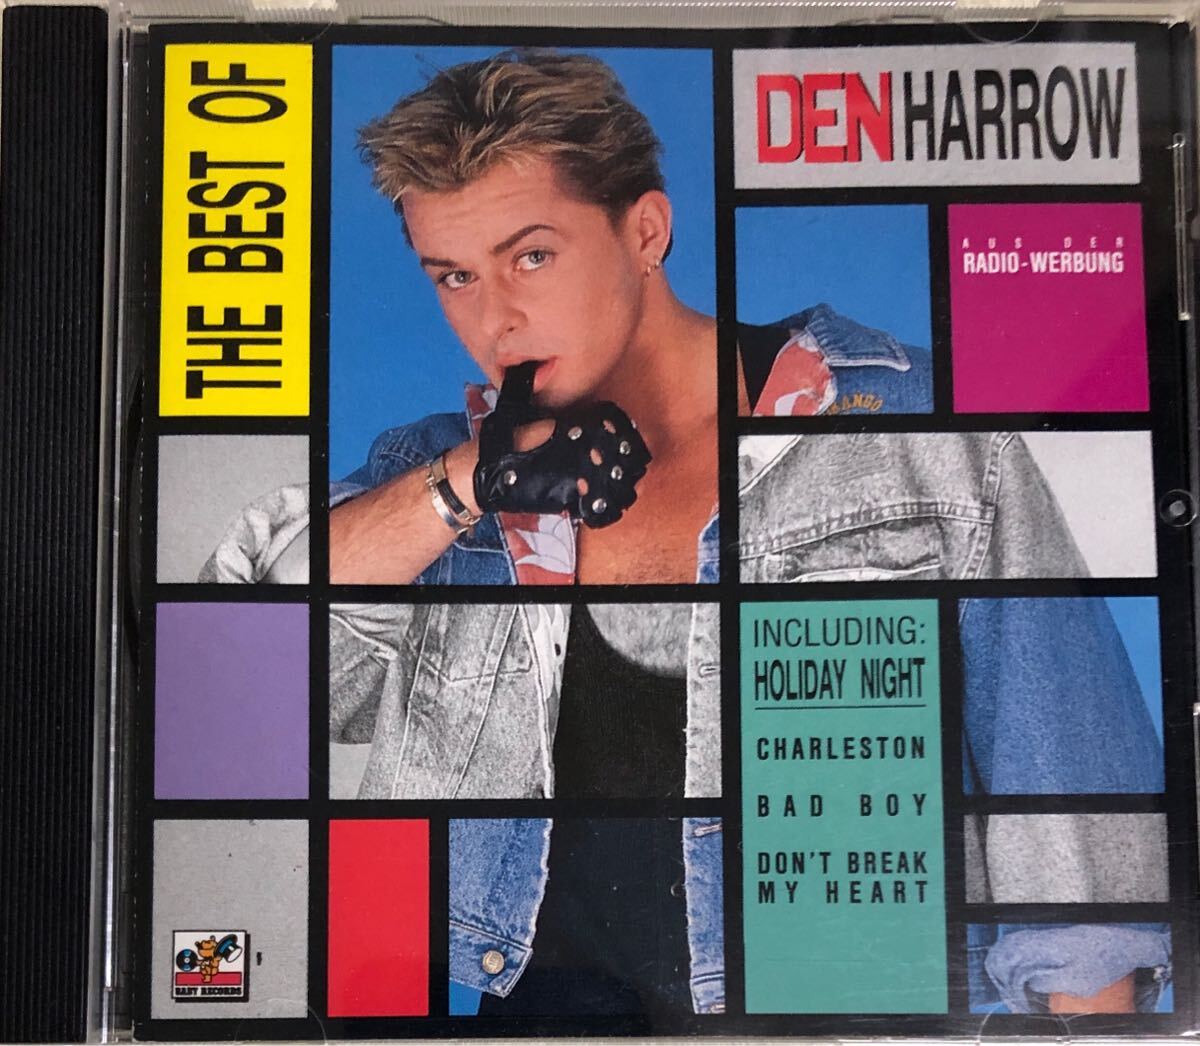 THE BEST OF
DEN HARROW
AUS DER
RADIO-WERBUNG
INCLUDING:
HOLIDAY NIGHT
CHARLESTON
BAD BOY
DON'T BREAK
MY HEART
BABY RECORDS